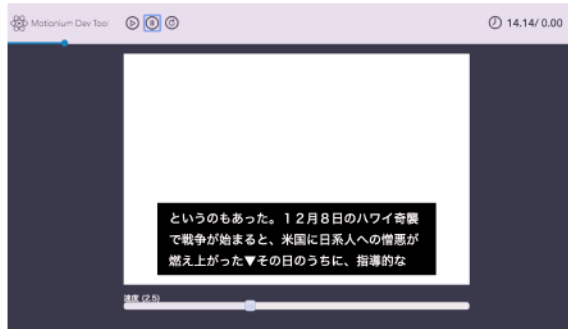 Motionium Dev Tool
14.14/ 0.00
というのもあった。１２月８日のハワイ奇襲
で戦争が始まると、米国に日系人への憎悪が
燃え上がった▼その日のうちに、指導的な
速度 (2.5)